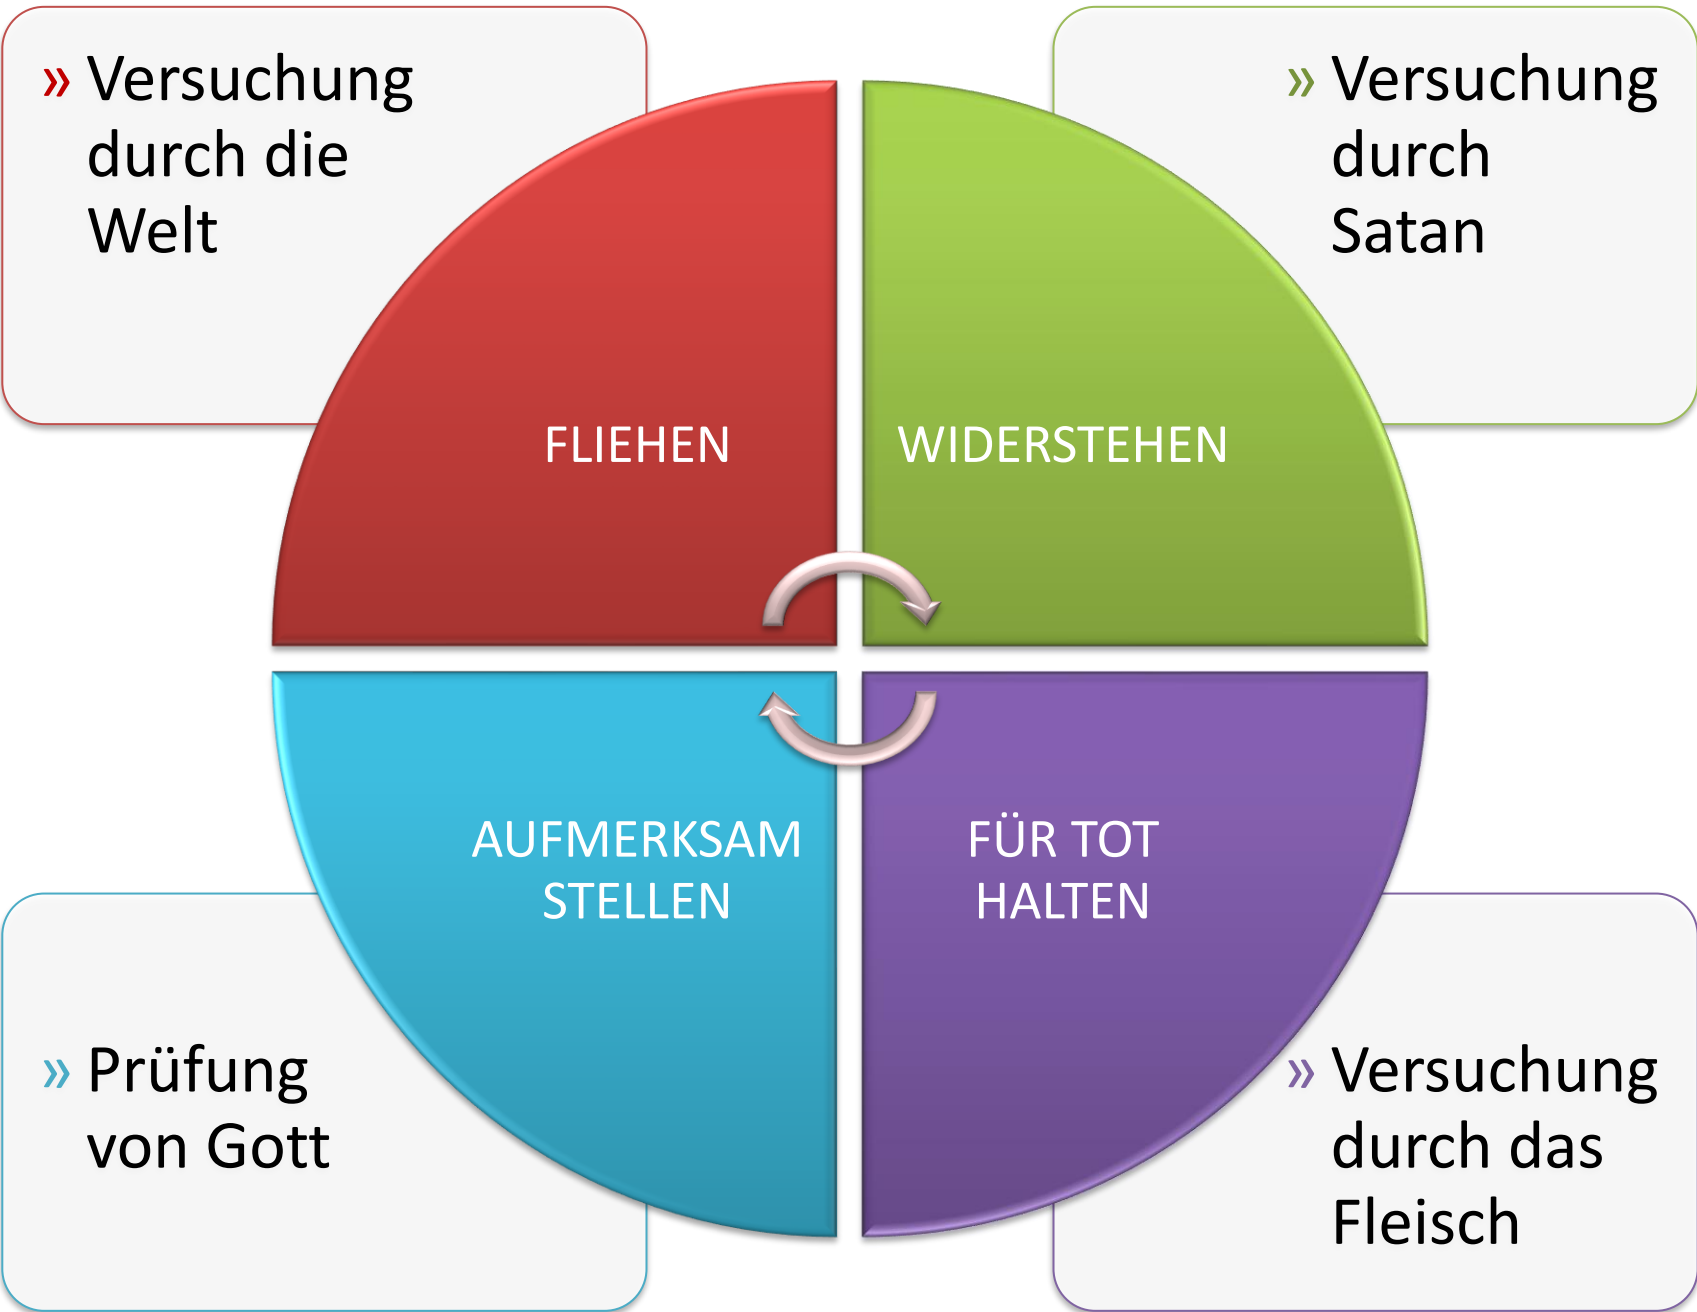 » Versuchung
durch die
Welt
» Versuchung
durch
Satan
FLIEHEN
WIDERSTEHEN
AUFMERKSAM
STELLEN
FÜR TOT
HALTEN
» Prüfung
von Gott
» Versuchung
durch das
Fleisch